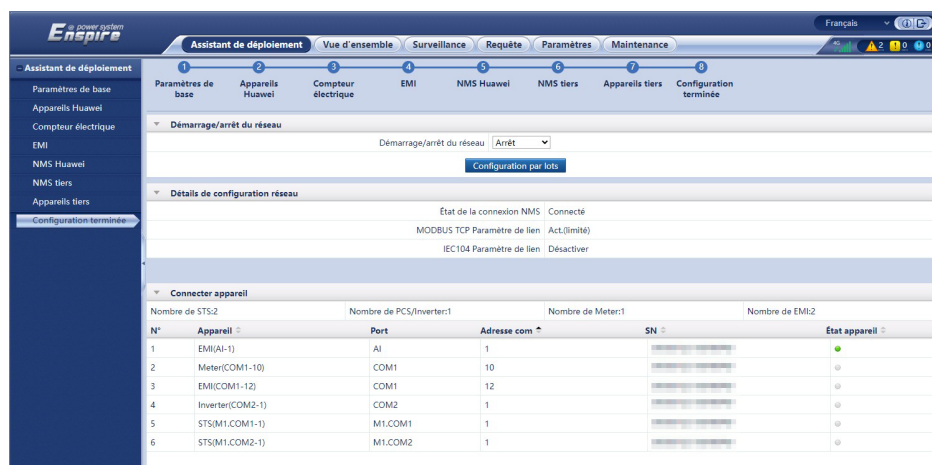 e power system
Enspire
Français
Assistant de déploiement Vue d'ensemble Surveillance Requête Paramètres Maintenance
4G 2 0 0
Assistant de déploiement
Paramètres de base
Appareils Huawei
Compteur électrique
EMI
NMS Huawei
NMS tiers
Appareils tiers
Configuration terminée
1 2 3 4 5 6 7 8
Paramètres de base
Appareils Huawei
Compteur électrique
EMI
NMS Huawei
NMS tiers
Appareils tiers
Configuration terminée
Démarrage/arrêt du réseau
Démarrage/arrêt du réseau Arrêt
Configuration par lots
Détails de configuration réseau
État de la connexion NMS Connecté
MODBUS TCP Paramètre de lien Act.(limité)
IEC104 Paramètre de lien Désactiver
Connecter appareil
Nombre de STS:2 Nombre de PCS/Inverter:1 Nombre de Meter:1 Nombre de EMI:2
N° Appareil Port Adresse com SN État appareil
1 EMI(AI-1) AI 1
2 Meter(COM1-10) COM1 10
3 EMI(COM1-12) COM1 12
4 Inverter(COM2-1) COM2 1
5 STS(M1.COM1-1) M1.COM1 1
6 STS(M1.COM2-1) M1.COM2 1